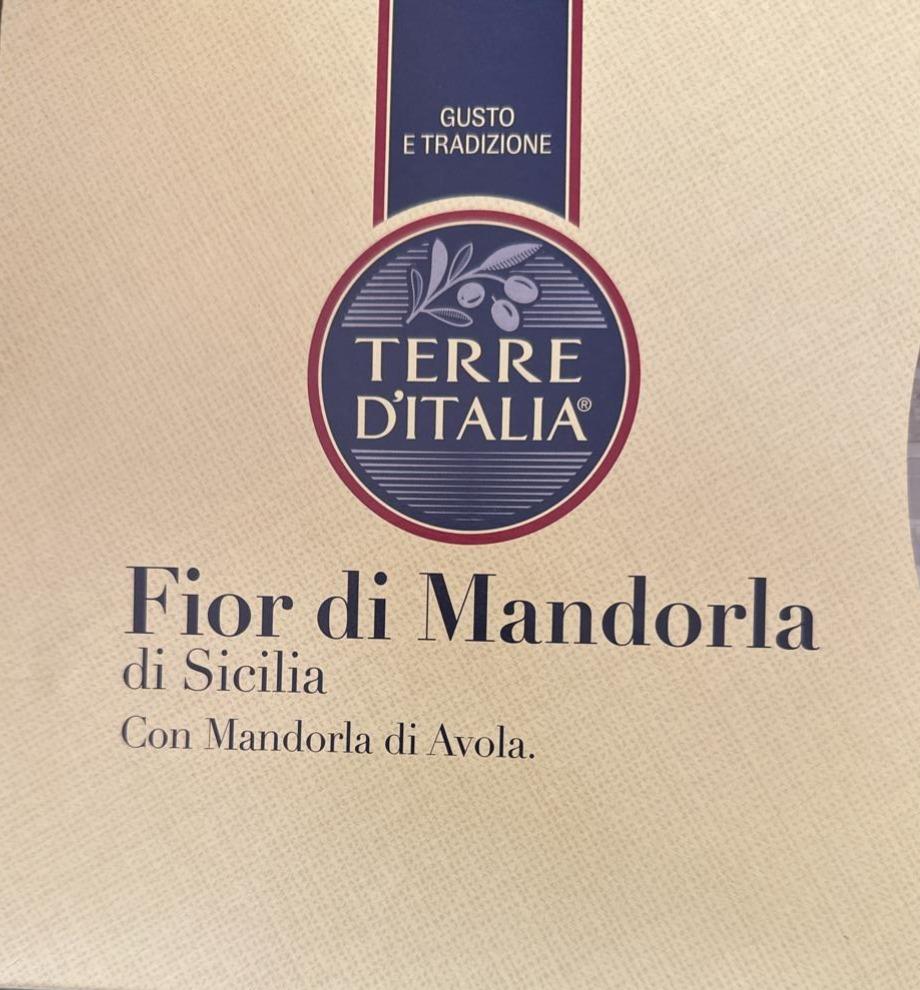 GUSTO
E TRADIZIONE
TERRE
D'ITALIA®
Fior di Mandorla
di Sicilia
Con Mandorla di Avola.